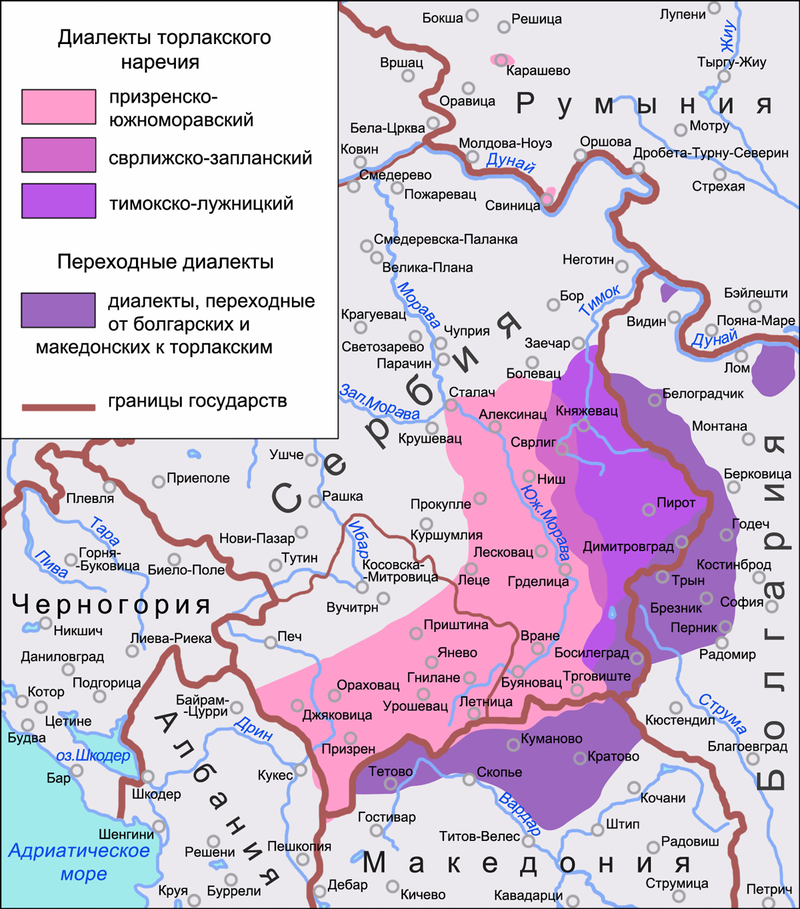 Диалекты торлакского
наречия
призренско-
южноморавский
сврлижско-запланский
тимокско-лужницкий
Переходные диалекты
диалекты, переходные
от болгарских и
македонских к торлакским
границы государств
Бокша
Решица
Лупени
Жиу
Вршац
Карашево
Тыргу-Жиу
Оравица
Румыния
Мотру
Бела-Црква
Молдова-Ноуэ
Оршова
Дунай
Дробета-Турну-Северин
Ковин
Смедерево
Пожаревац
Свиница
Стрехая
Смедеревска-Паланка
Велика-Плана
Неготин
Морава
Бор
Тимок
Бэйлешти
Видин
Пояна-Маре
Дунай
Крагуевац
Чуприя
Светозарево
Парачин
Заечар
Болевац
Лом
Сербия
Зап.Морава
Сталач
Белоградчик
Алексинац
Княжевац
Монтана
Крушевац
Сврлиг
Ушче
Берковица
Приеполе
Плевля
Рашка
Ниш
Юж.Морава
Прокупле
Пирот
Тара
Пива
Нови-Пазар
Ибар
Куршумлия
Годеч
Димитровград
Горня-
Буковица
Тутин
Косовска-
-Митровица
Лесковац
Костинброд
Биело-Поле
Леце
Грделица
Трын
Черногория
Вучитрн
Брезник
София
Никшич
Лиева-Риека
Печ
Приштина
Перник
Болгария
Даниловград
Янево
Вране
Босилеград
Радомир
Подгорица
Гнилане
Буяновац
Котор
Байрам-
-Цурри
Ораховац
Трговиште
Цетине
Джяковица
Урошевац
Летница
Кюстендил
Струма
Будва
Албания
Дрин
Призрен
Куманово
оз.Шкодер
Кратово
Благоевград
Бар
Кукес
Тетово
Скопье
Шкодер
Кочани
Вардар
Шенгини
Гостивар
Титов-Велес
Штип
Адриатическое
море
Решени
Пешкопия
Радовиш
Македония
Круя
Буррели
Дебар
Кичево
Кавадарци
Струмица
Петрич